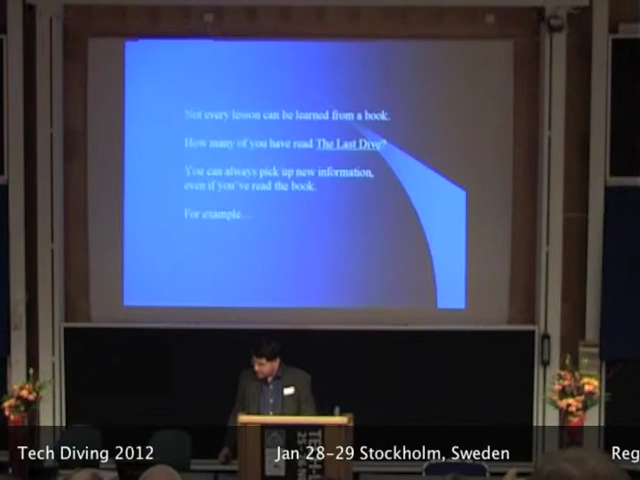 Not every lesson can be learned from a book.
How many of you have read The Last Dive?
You can always pick up new information,
even if you've read the book.
For example...
Tech Diving 2012
Jan 28-29 Stockholm, Sweden
Reg